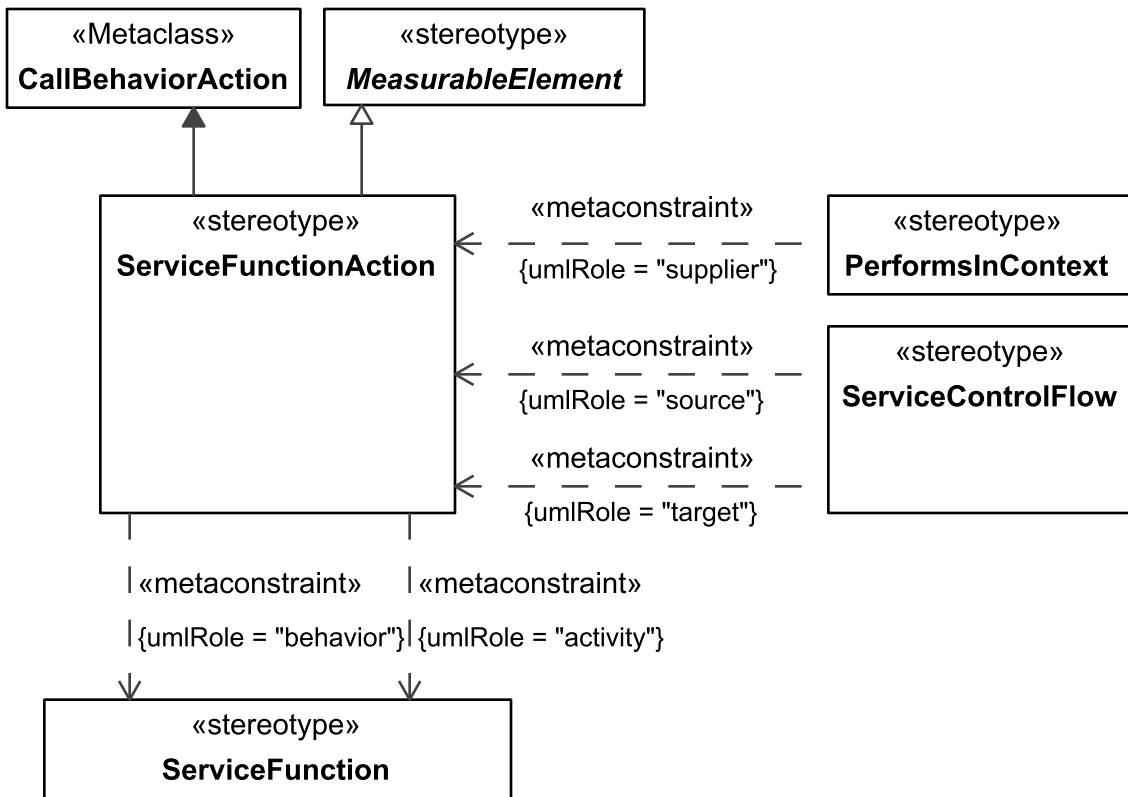 «Metaclass»
CallBehaviorAction
«stereotype»
MeasurableElement
«stereotype»
ServiceFunctionAction
«metaconstraint»
{umlRole = "supplier"}
«stereotype»
PerformsInContext
«metaconstraint»
{umlRole = "source"}
«stereotype»
ServiceControlFlow
«metaconstraint»
{umlRole = "target"}
«metaconstraint»
{umlRole = "behavior"}
«metaconstraint»
{umlRole = "activity"}
«stereotype»
ServiceFunction